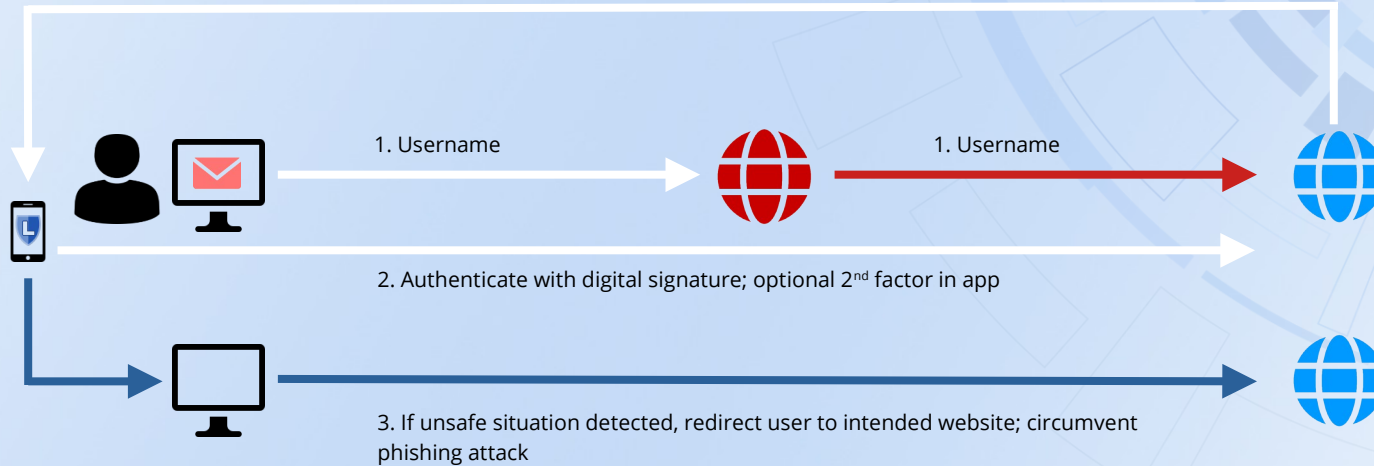 1. Username
1. Username
L
2. Authenticate with digital signature; optional 2nd factor in app
3. If unsafe situation detected, redirect user to intended website; circumvent
phishing attack